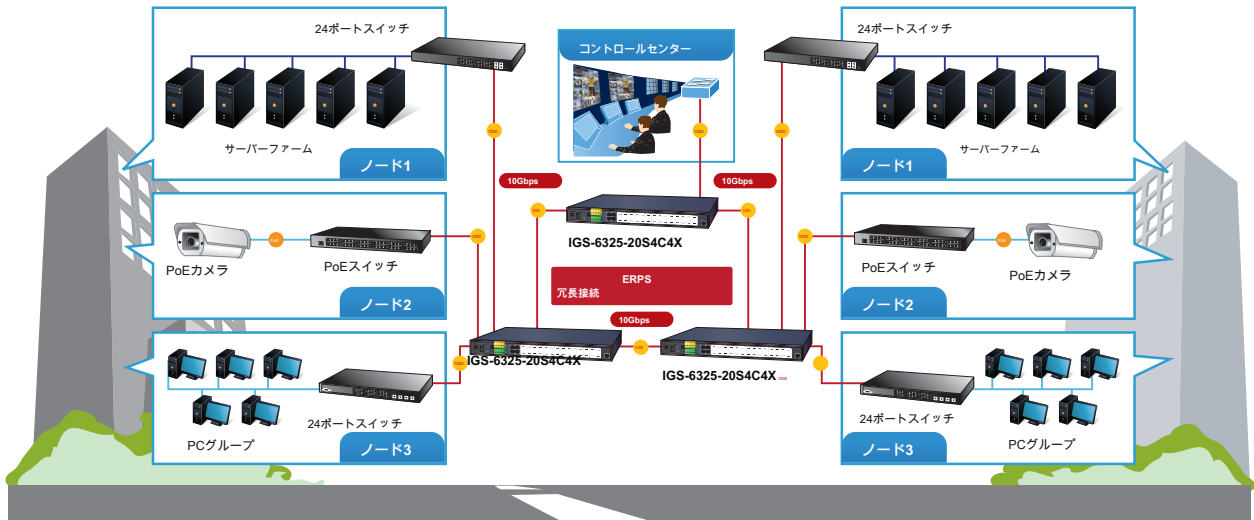 24ポートスイッチ
サーバーファーム
ノード1
PoE
PoEカメラ
PoEスイッチ
ノード2
PCグループ
24ポートスイッチ
ノード3
コントロールセンター
10Gbps
10Gbps
IGS-6325-20S4C4X
ERPS
冗長接続
10Gbps
IGS-6325-20S4C4X
IGS-6325-20S4C4X
24ポートスイッチ
サーバーファーム
ノード1
PoE
PoEスイッチ
PoEカメラ
ノード2
24ポートスイッチ
PCグループ
ノード3